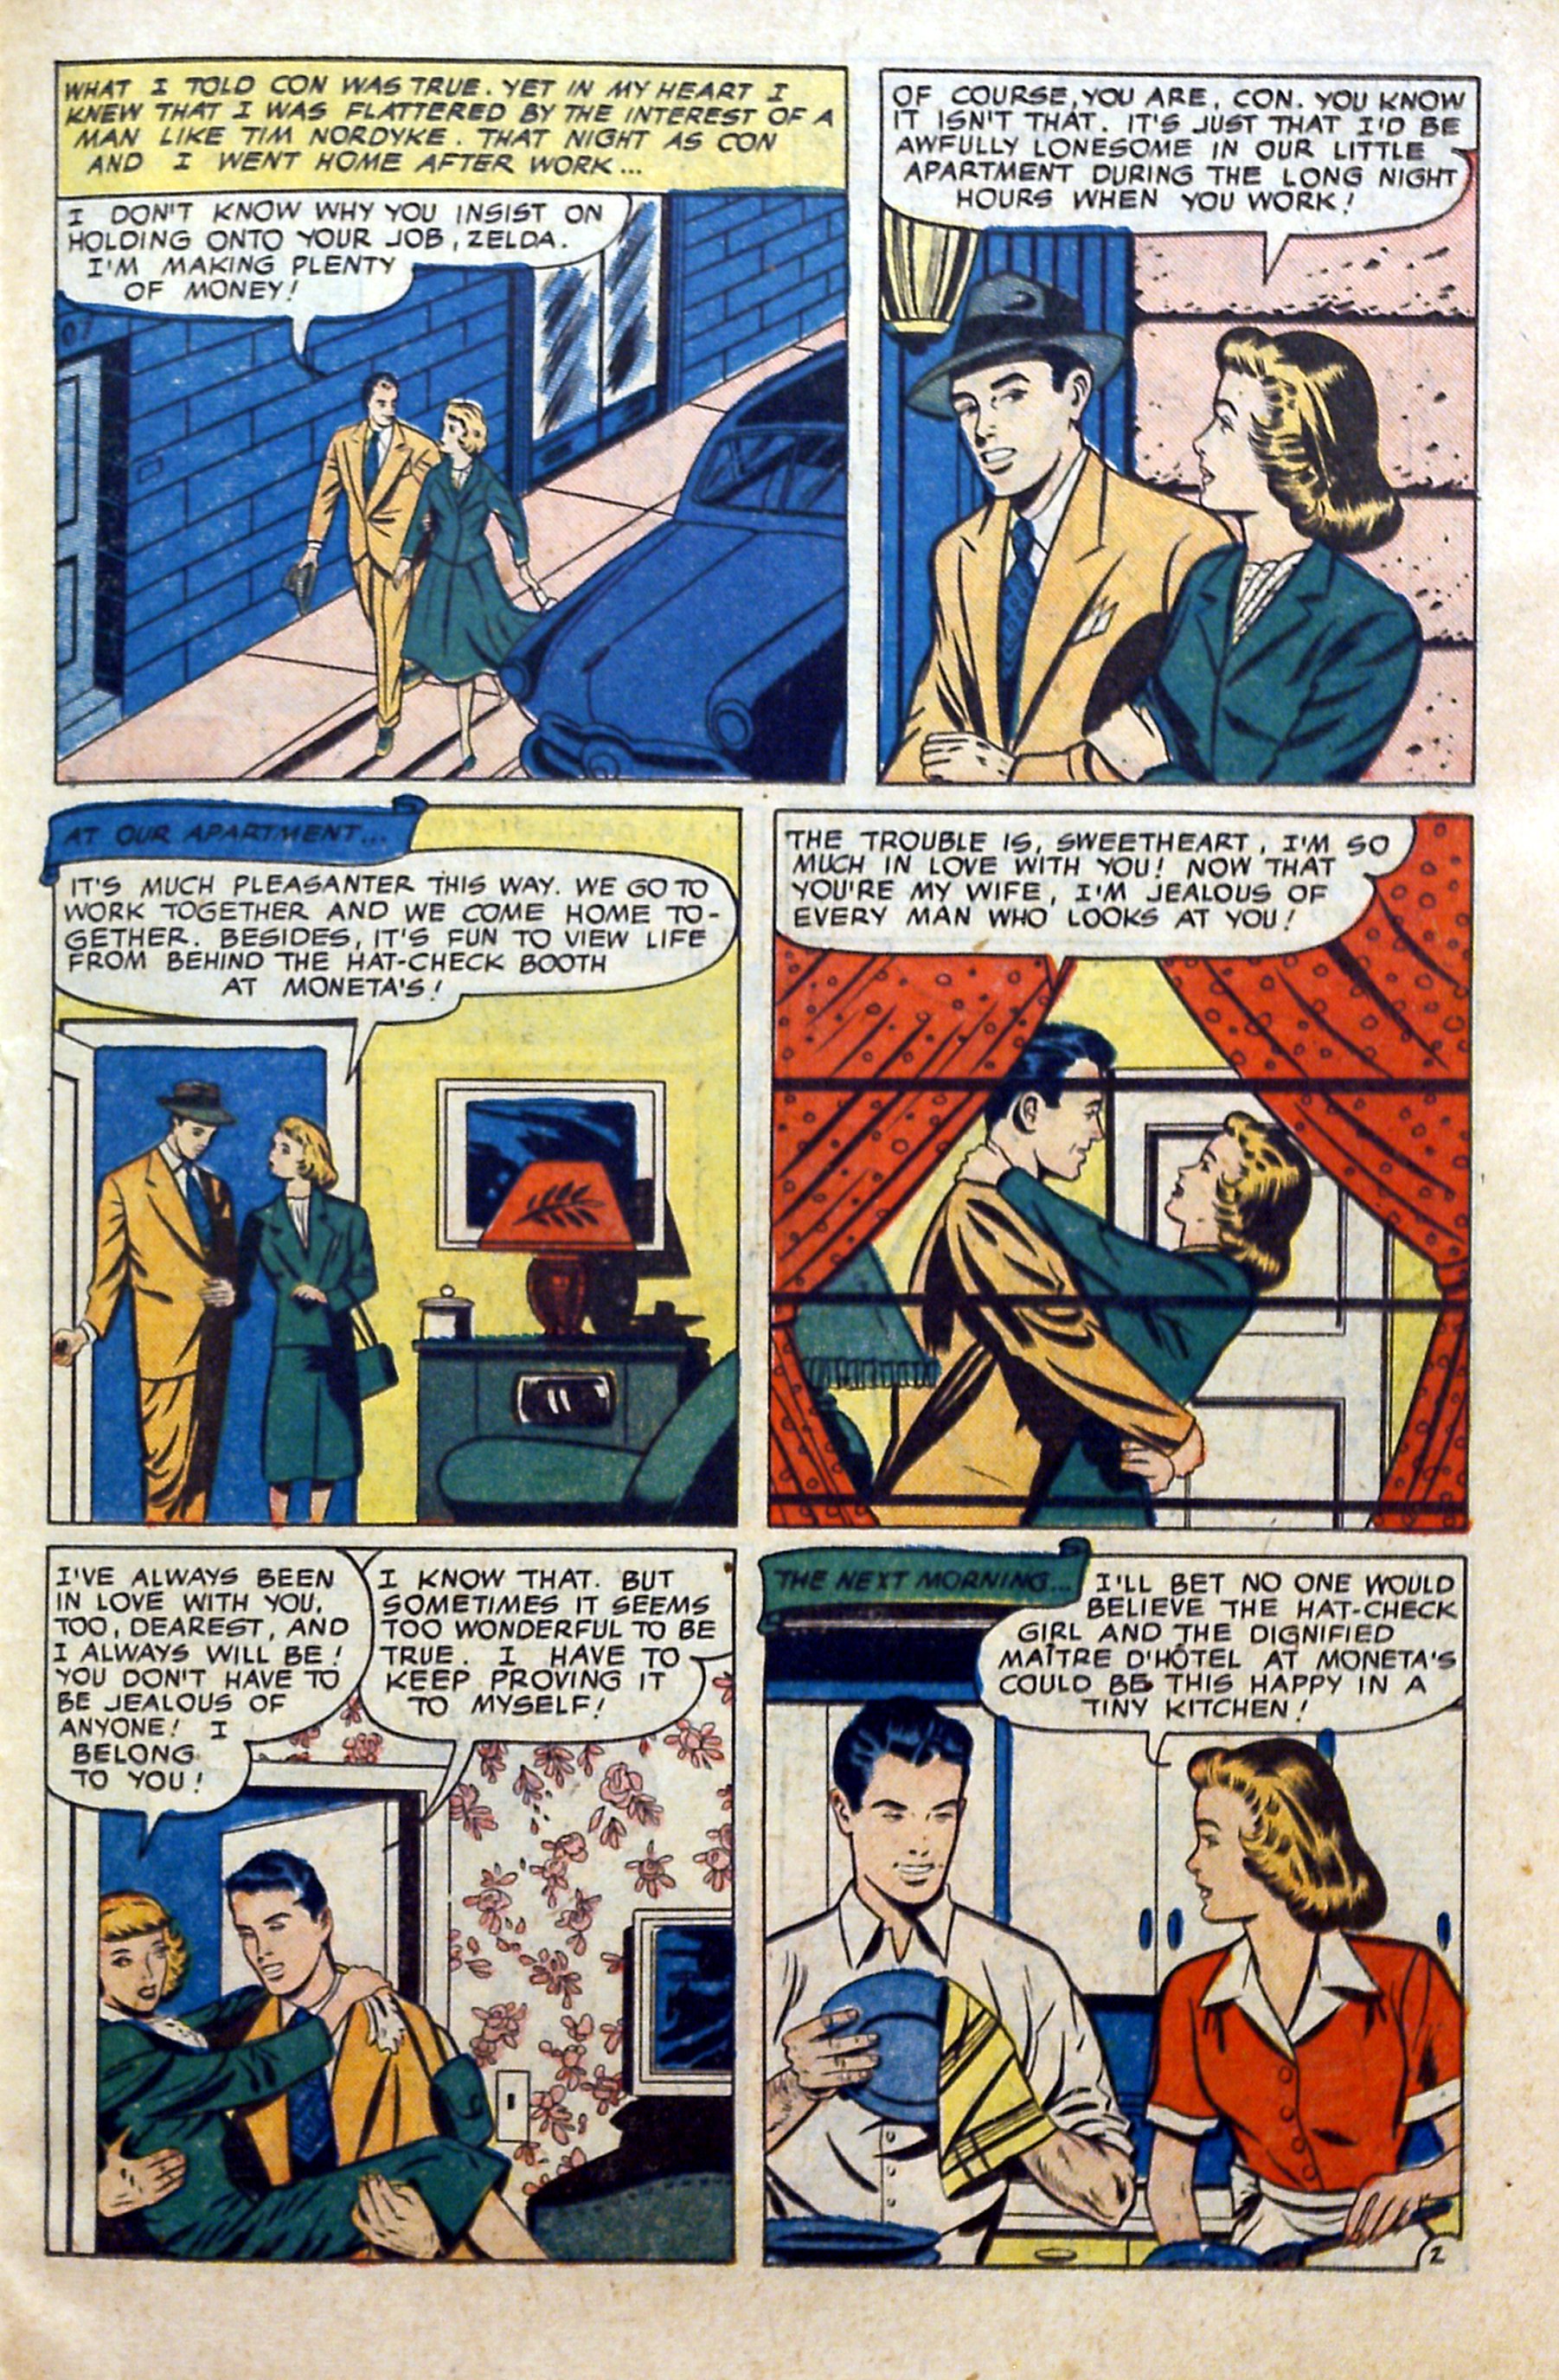 WHAT I TOLD CON WAS TRUE. YET IN MY HEART I
KNEW THAT I WAS FLATTERED BY THE INTEREST OF A
MAN LIKE TIM NORDYKE. THAT NIGHT AS CON
AND I WENT HOME AFTER WORK...
I DON'T KNOW WHY YOU INSIST ON
HOLDING ONTO YOUR JOB, ZELDA.
I'M MAKING PLENTY
OF MONEY!
07
OF COURSE, YOU ARE, CON. YOU KNOW
IT ISN'T THAT. IT'S JUST THAT I'D BE
AWFULLY LONESOME IN OUR LITTLE
APARTMENT DURING THE LONG NIGHT
HOURS WHEN YOU WORK!
AT OUR APARTMENT...
IT'S MUCH PLEASANTER THIS WAY. WE GO TO
WORK TOGETHER AND WE COME HOME TO-
GETHER. BESIDES, IT'S FUN TO VIEW LIFE
FROM BEHIND THE HAT-CHECK BOOTH
AT MONETA'S!
THE TROUBLE IS, SWEETHEART, I'M SO
MUCH IN LOVE WITH YOU! NOW THAT
YOU'RE MY WIFE, I'M JEALOUS OF
EVERY MAN WHO LOOKS AT YOU!
I'VE ALWAYS BEEN
IN LOVE WITH YOU,
TOO, DEAREST, AND
I ALWAYS WILL BE!
YOU DON'T HAVE TO
BE JEALOUS OF
ANYONE! I
BELONG
TO YOU!
I KNOW THAT. BUT
SOMETIMES IT SEEMS
TOO WONDERFUL TO BE
TRUE. I HAVE TO
KEEP PROVING IT
TO MYSELF!
THE NEXT MORNING...
I'LL BET NO ONE WOULD
BELIEVE THE HAT-CHECK
GIRL AND THE DIGNIFIED
MAÎTRE D'HÔTEL AT MONETA'S
COULD BE THIS HAPPY IN A
TINY KITCHEN!
2